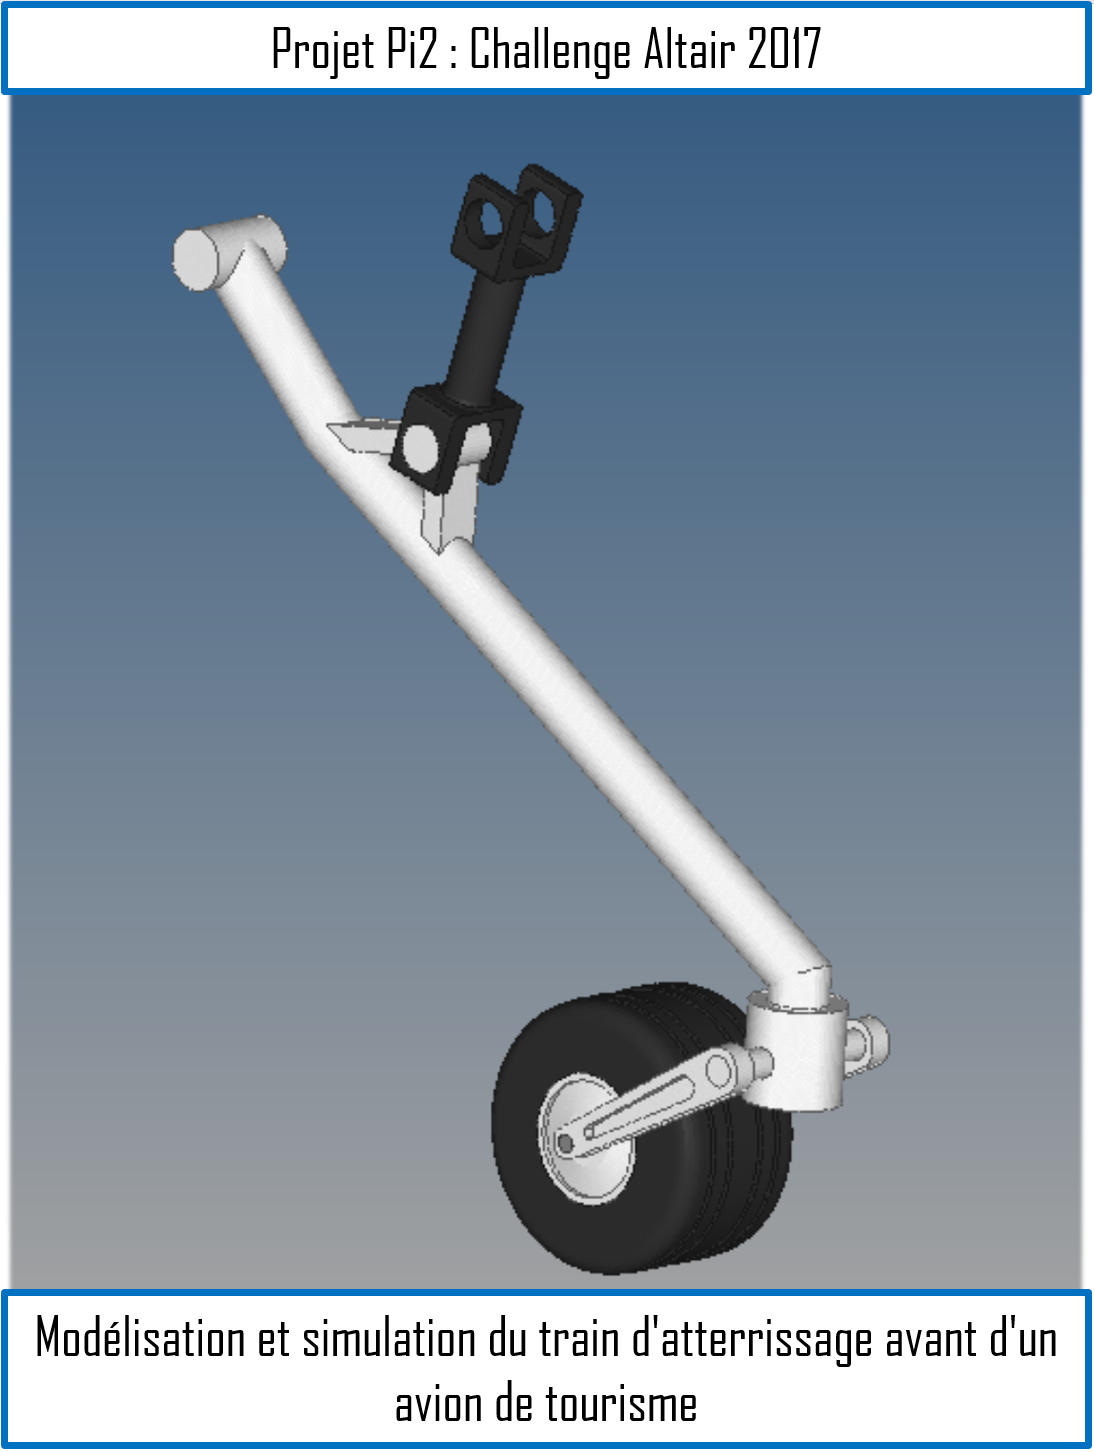 Projet Pi2 : Challenge Altair 2017
Modélisation et simulation du train d'atterrissage avant d'un
avion de tourisme